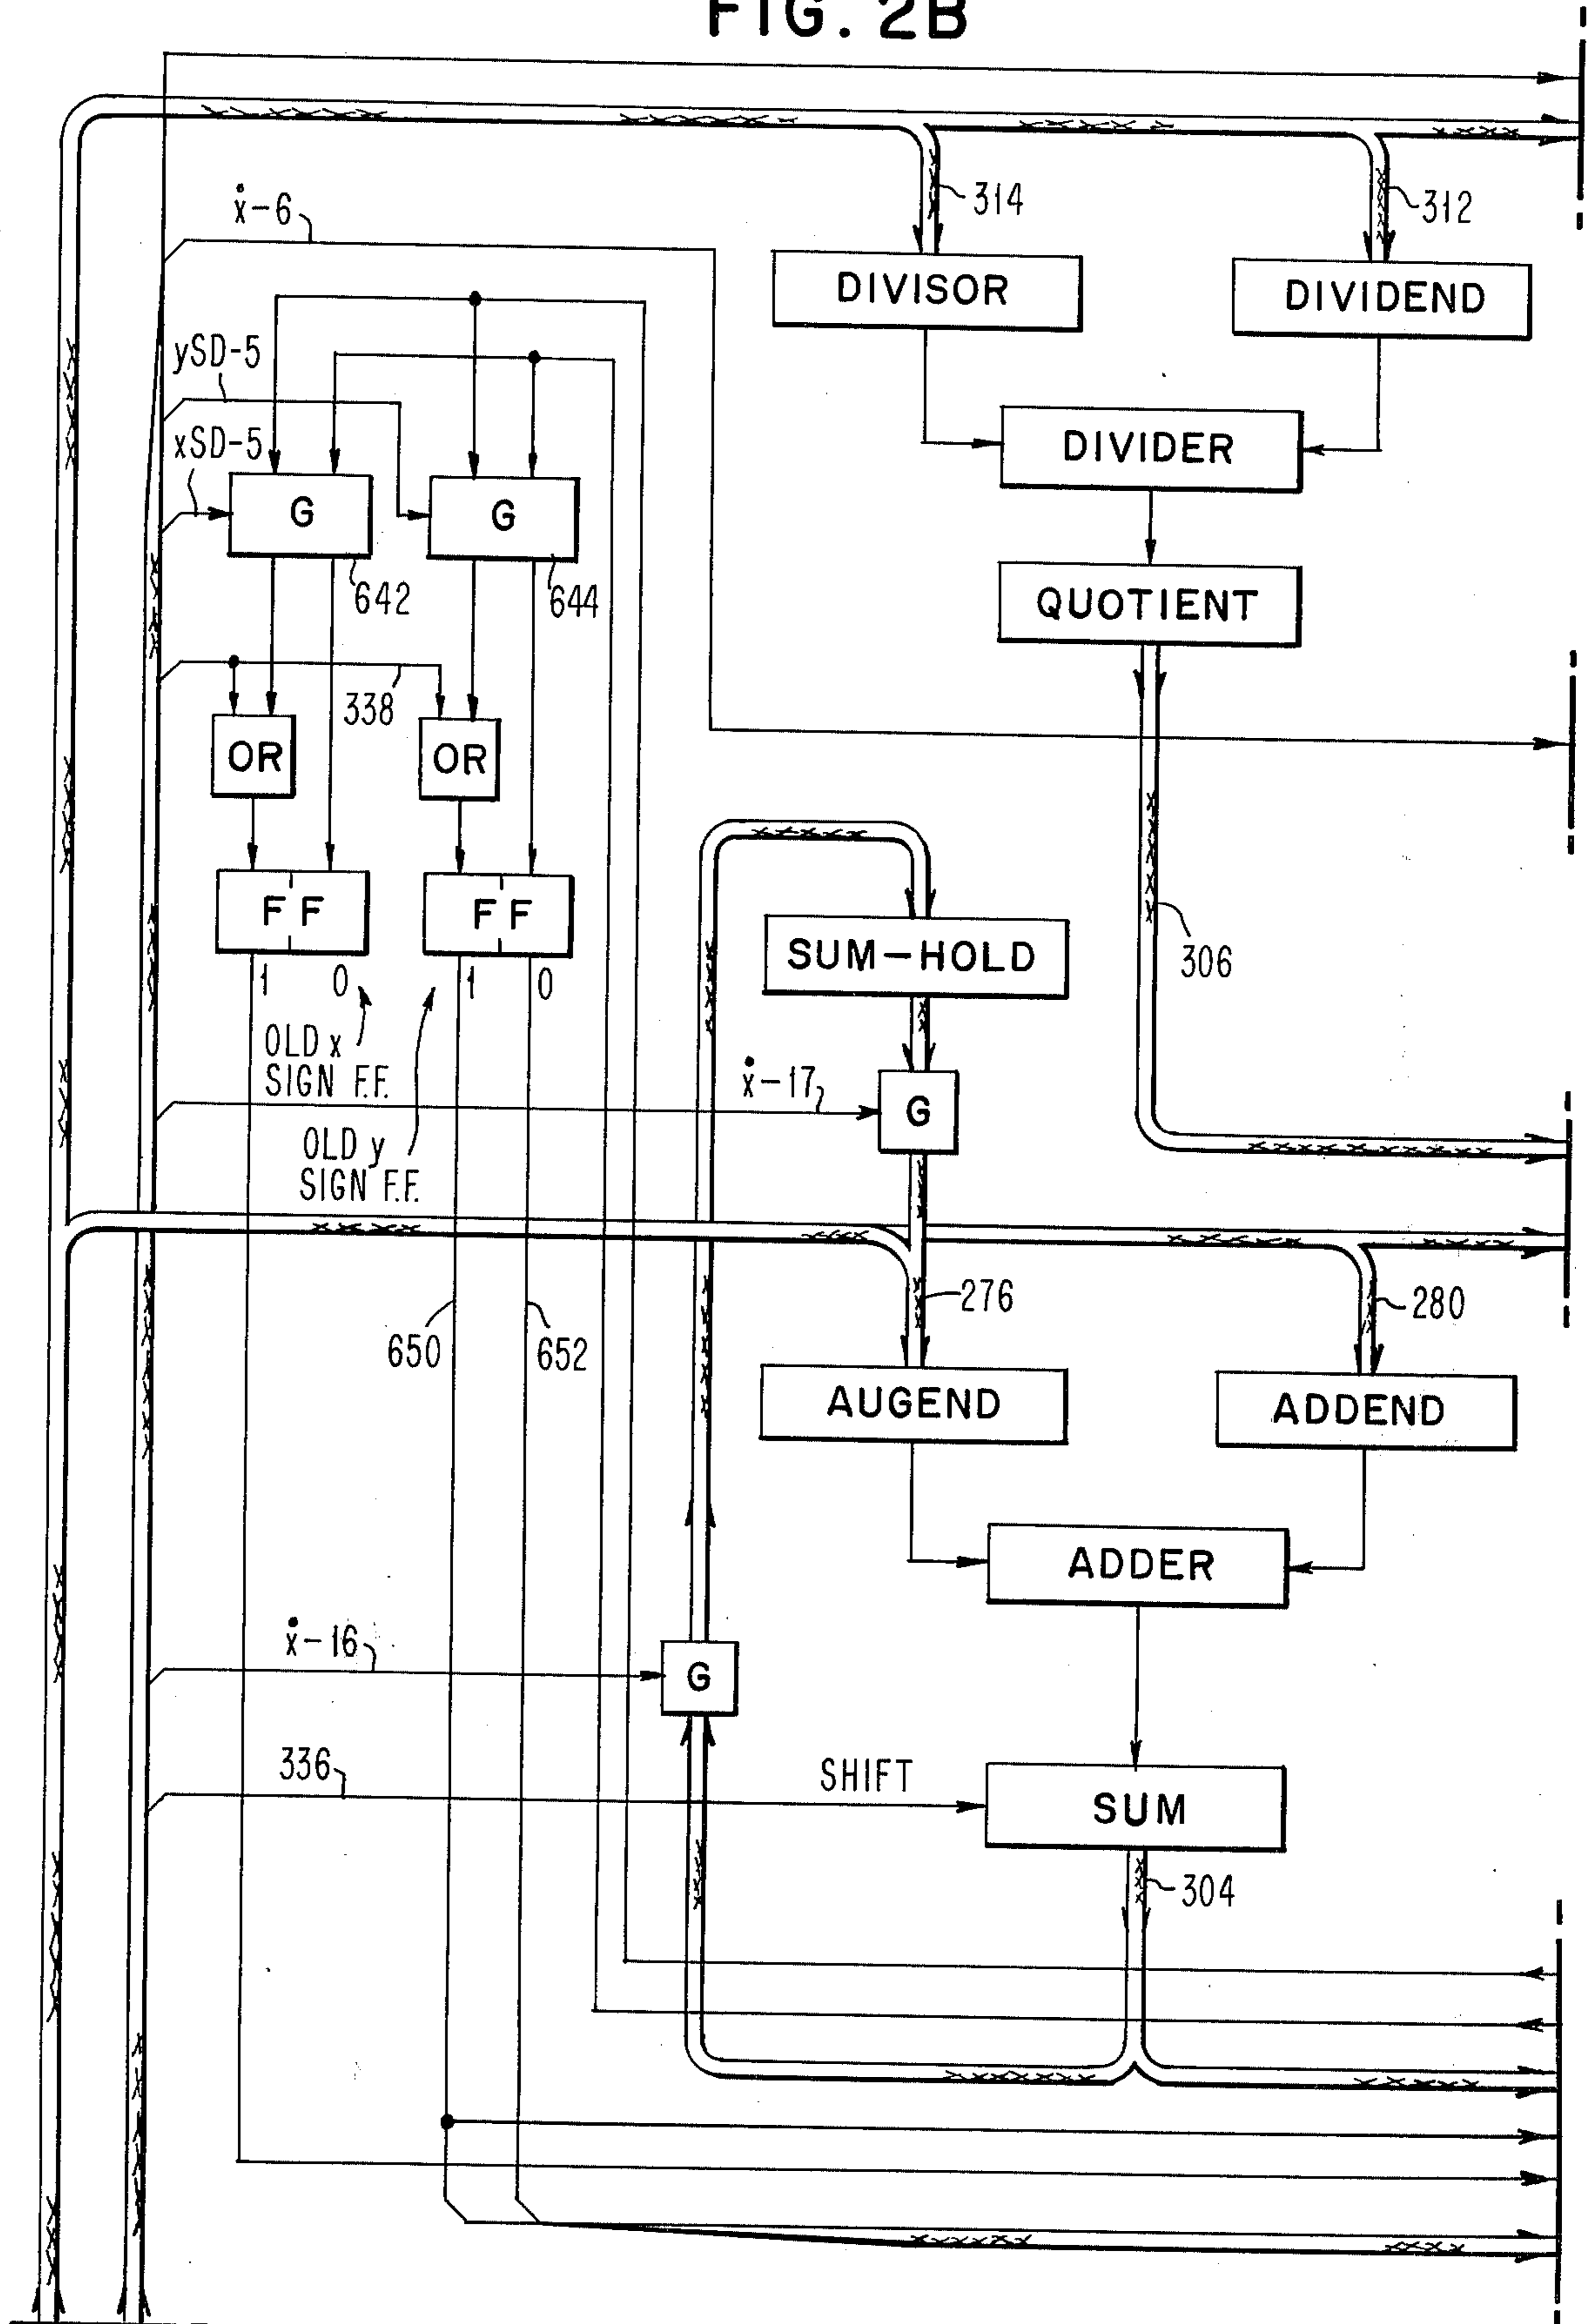 FIG. 2B
ẋ-6
314
312
DIVISOR
DIVIDEND
ySD-5
xSD-5
DIVIDER
G
G
642
644
QUOTIENT
338
OR
OR
FF
FF
SUM-HOLD
306
1
0
1
0
OLD x
SIGN F.F.
ẋ-17
G
OLD y
SIGN F.F.
276
280
650
652
AUGEND
ADDEND
ADDER
ẋ-16
G
336
SHIFT
SUM
304